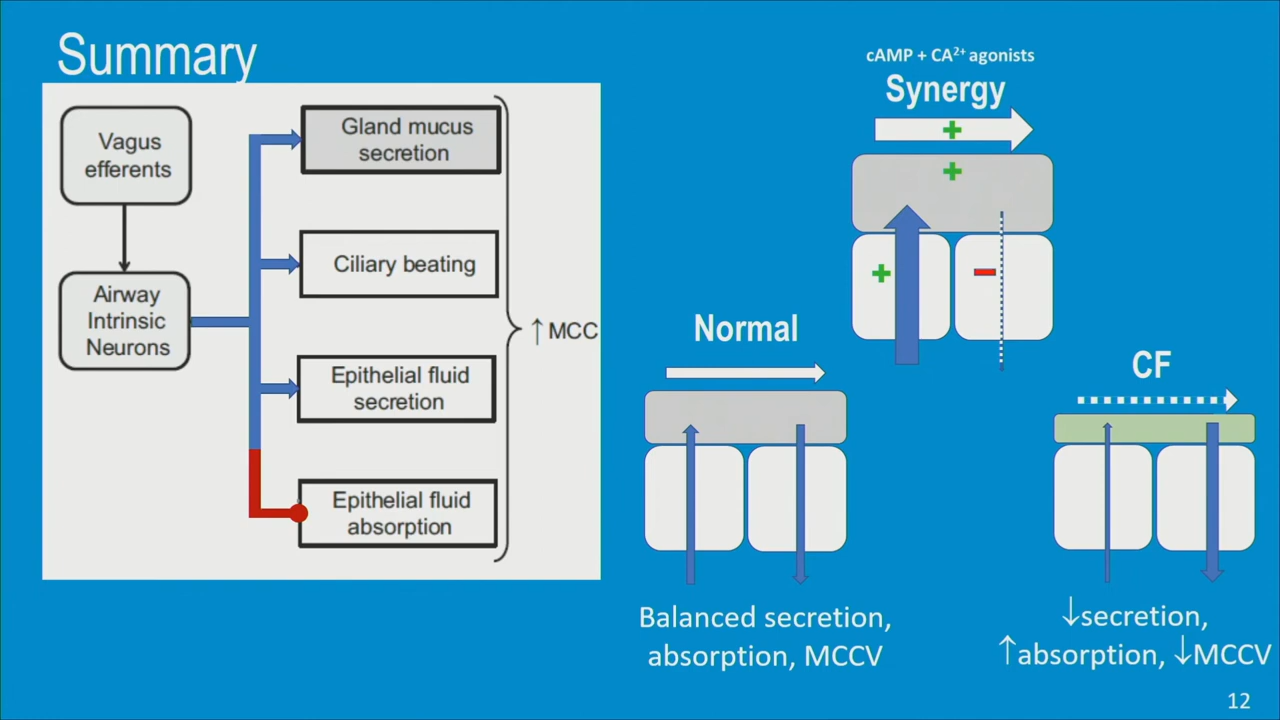 Summary
Vagus
efferents
Airway
Intrinsic
Neurons
Gland mucus
secretion
Ciliary beating
Epithelial fluid
secretion
Epithelial fluid
absorption
↑MCC
cAMP + CA²⁺ agonists
Synergy
+
+
+
−
Normal
Balanced secretion,
absorption, MCCV
CF
↓secretion,
↑absorption, ↓MCCV
12